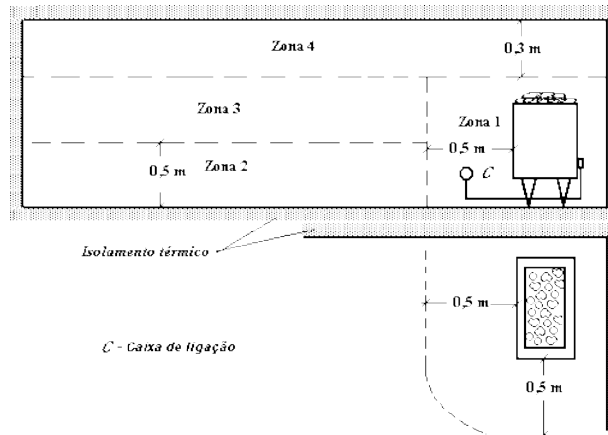 Zona 4
0,3 m
Zona 3
Zona 1
0,5 m
0,5 m
Zona 2
C
Isolamento térmico
0,5 m
C - Caixa de ligação
0,5 m